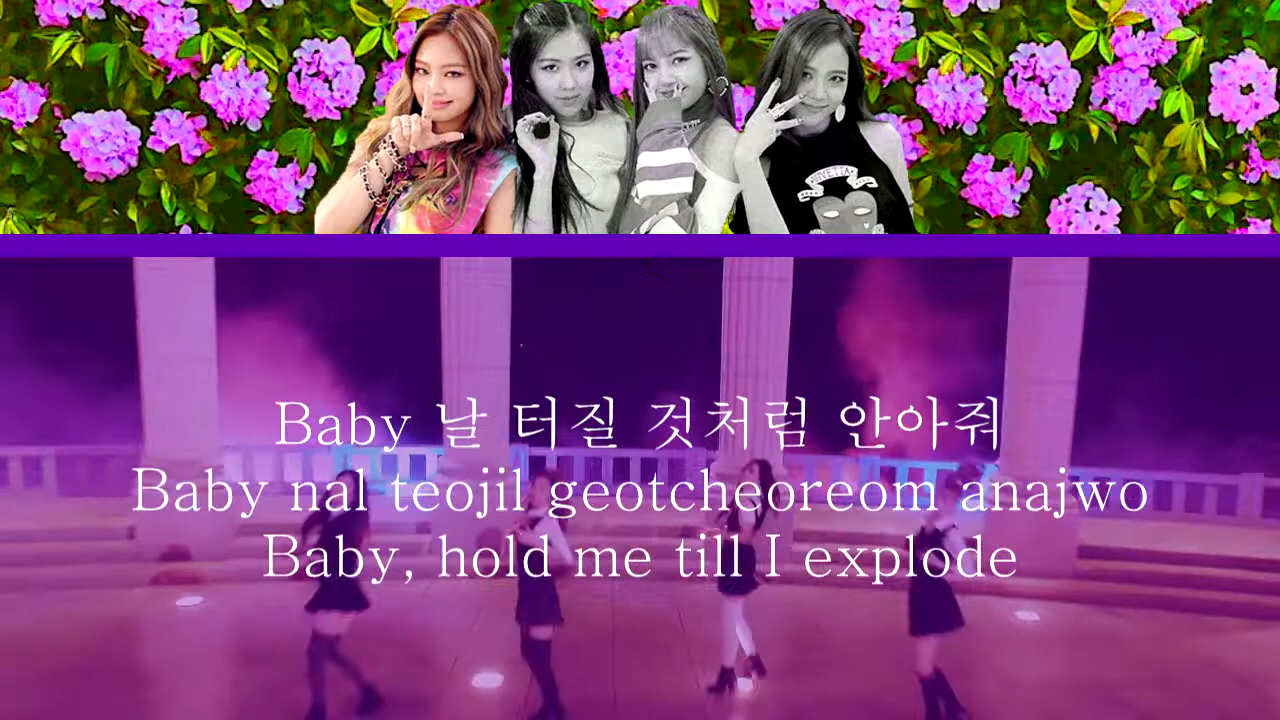 Baby 날 터질 것처럼 안아줘
Baby nal teojil geotcheoreom anajwo
Baby, hold me till I explode